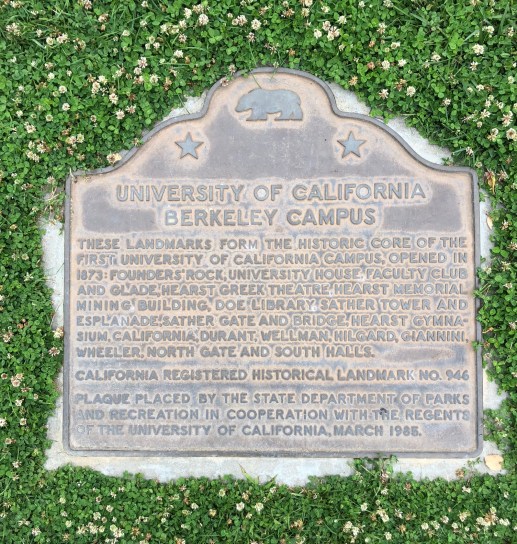 UNIVERSITY OF CALIFORNIA
BERKELEY CAMPUS
THESE LANDMARKS FORM THE HISTORIC CORE OF THE
FIRST UNIVERSITY OF CALIFORNIA CAMPUS, OPENED IN
1873: FOUNDERS' ROCK, UNIVERSITY HOUSE, FACULTY CLUB
AND GLADE, HEARST GREEK THEATRE, HEARST MEMORIAL
MINING BUILDING, DOE LIBRARY, SATHER TOWER AND
ESPLANADE, SATHER GATE AND BRIDGE, HEARST GYMNA-
SIUM, CALIFORNIA, DURANT, WELLMAN, HILGARD, GIANNINI,
WHEELER, NORTH GATE AND SOUTH HALLS.
CALIFORNIA REGISTERED HISTORICAL LANDMARK NO. 946
PLAQUE PLACED BY THE STATE DEPARTMENT OF PARKS
AND RECREATION IN COOPERATION WITH THE REGENTS
OF THE UNIVERSITY OF CALIFORNIA, MARCH 1985.